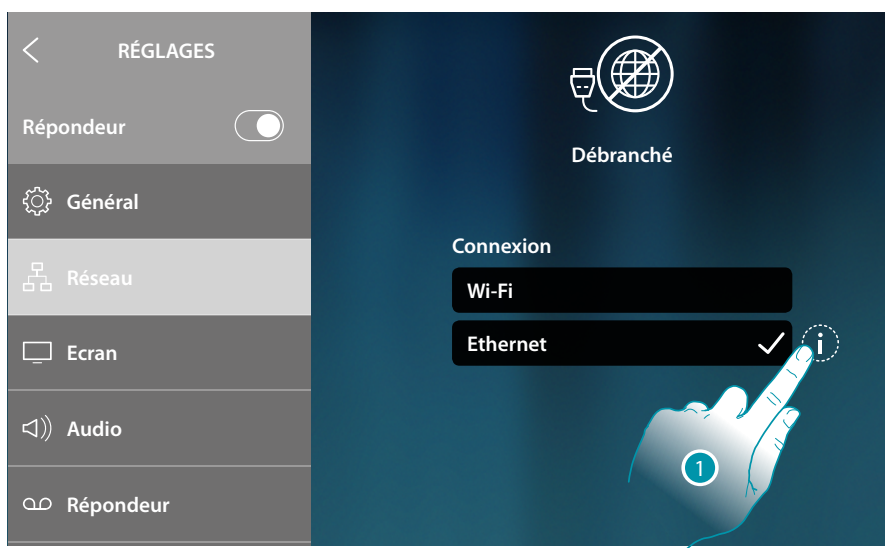 RÉGLAGES
Répondeur
Général
Réseau
Ecran
Audio
Répondeur
Débranché
Connexion
Wi-Fi
Ethernet
i
1